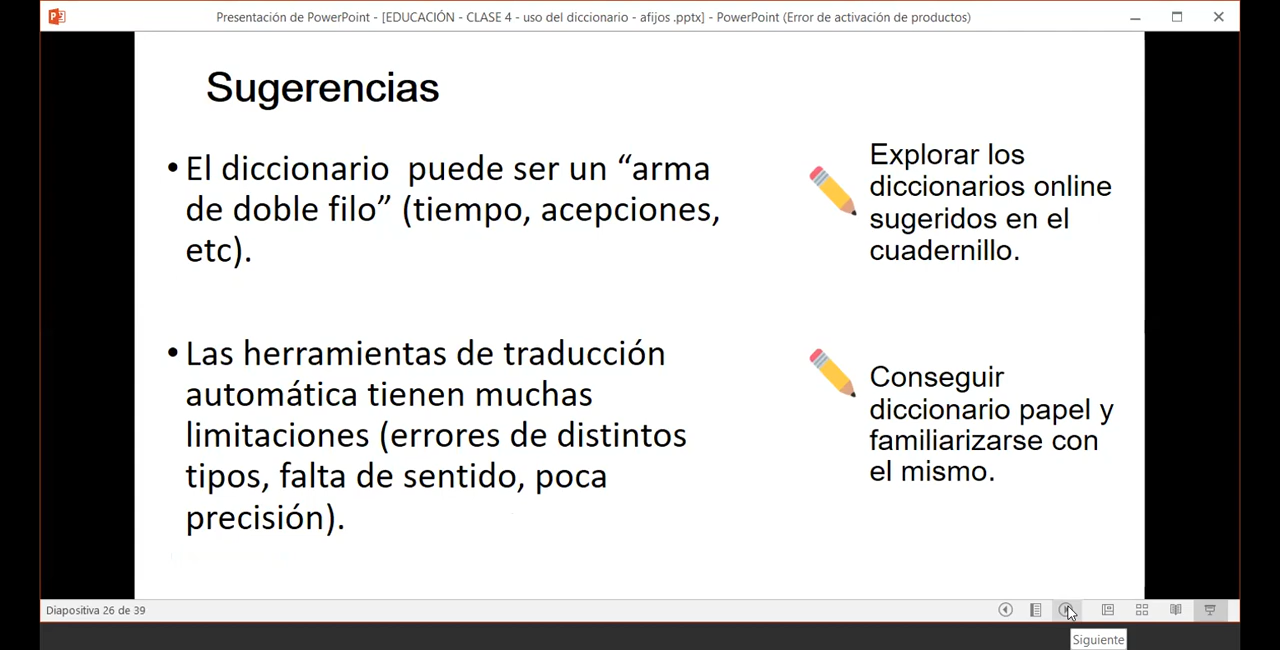 Presentación de PowerPoint - [EDUCACIÓN - CLASE 4 - uso del diccionario - afijos .pptx] - PowerPoint (Error de activación de productos)
Sugerencias
• El diccionario  puede ser un “arma
de doble filo” (tiempo, acepciones,
etc).
• Las herramientas de traducción
automática tienen muchas
limitaciones (errores de distintos
tipos, falta de sentido, poca
precisión).
Explorar los
diccionarios online
sugeridos en el
cuadernillo.
Conseguir
diccionario papel y
familiarizarse con
el mismo.
Diapositiva 26 de 39
Siguiente